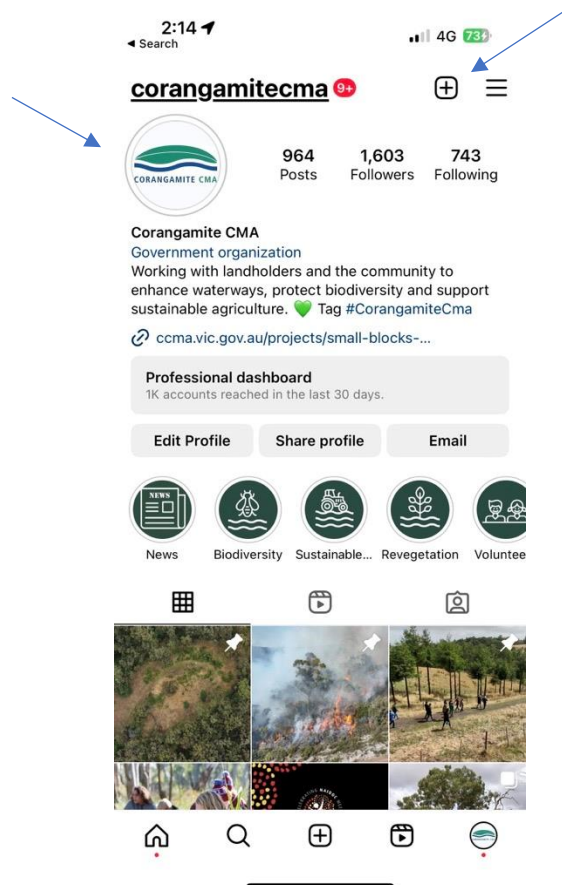 2:14
4G 73
◀ Search
corangamitecma 9+
CORANGAMITE CMA
964 1,603 743
Posts Followers Following
Corangamite CMA
Government organization
Working with landholders and the community to
enhance waterways, protect biodiversity and support
sustainable agriculture. 💚 Tag #CorangamiteCma
ccma.vic.gov.au/projects/small-blocks-...
Professional dashboard
1K accounts reached in the last 30 days.
Edit Profile Share profile Email
NEWS
News Biodiversity Sustainable... Revegetation Voluntee